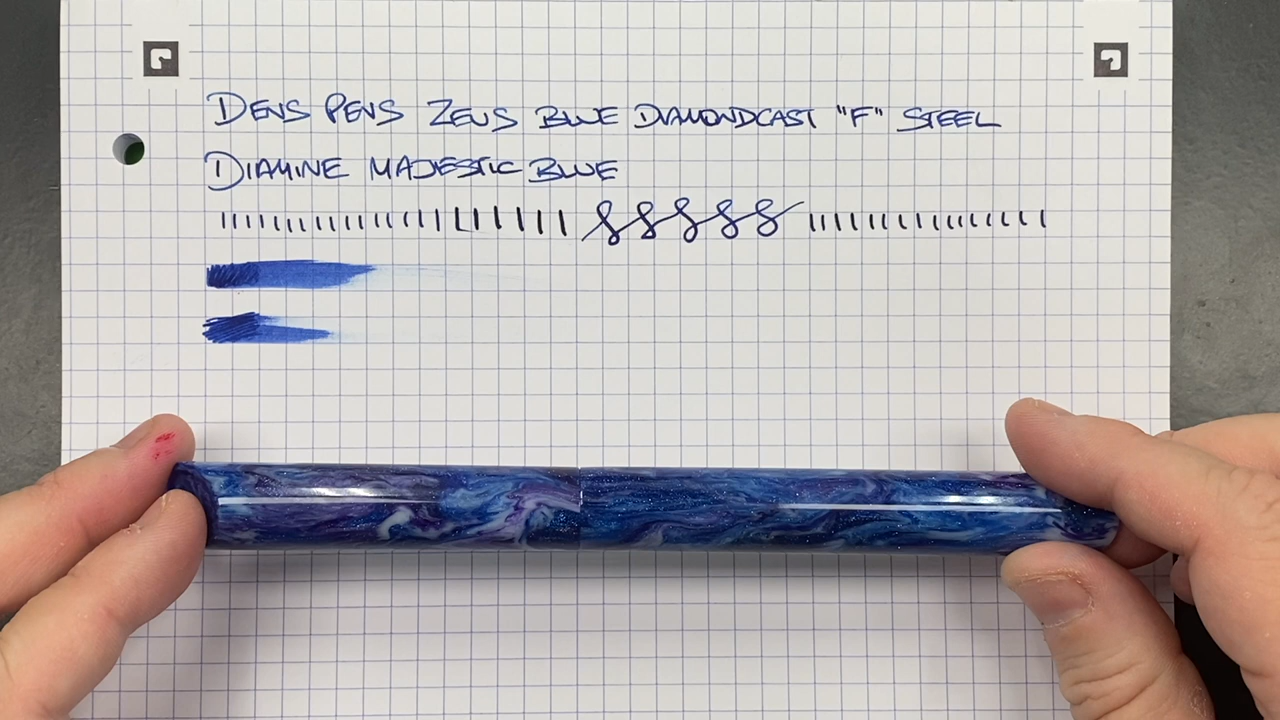 DENS PENS ZEUS BLUE DIAMONDCAST "F" STEEL
DIAMINE MAJESTIC BLUE